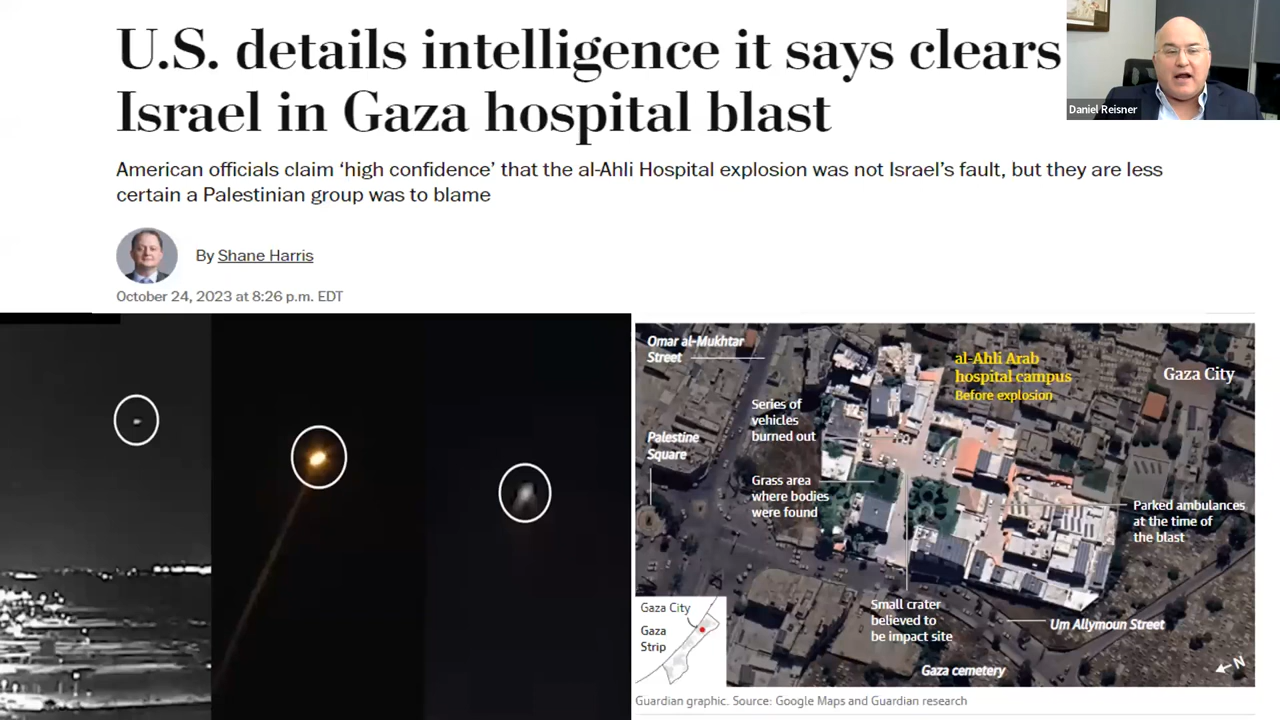 U.S. details intelligence it says clears
Israel in Gaza hospital blast
Daniel Reisner
American officials claim ‘high confidence’ that the al-Ahli Hospital explosion was not Israel’s fault, but they are less
certain a Palestinian group was to blame
By Shane Harris
October 24, 2023 at 8:26 p.m. EDT
Omar al-Mukhtar
Street
al-Ahli Arab
hospital campus
Before explosion
Gaza City
Series of
vehicles
burned out
Palestine
Square
Grass area
where bodies
were found
Parked ambulances
at the time of
the blast
Small crater
believed to
be impact site
Um Allymoun Street
Gaza cemetery
N
Gaza City
Gaza
Strip
Guardian graphic. Source: Google Maps and Guardian research